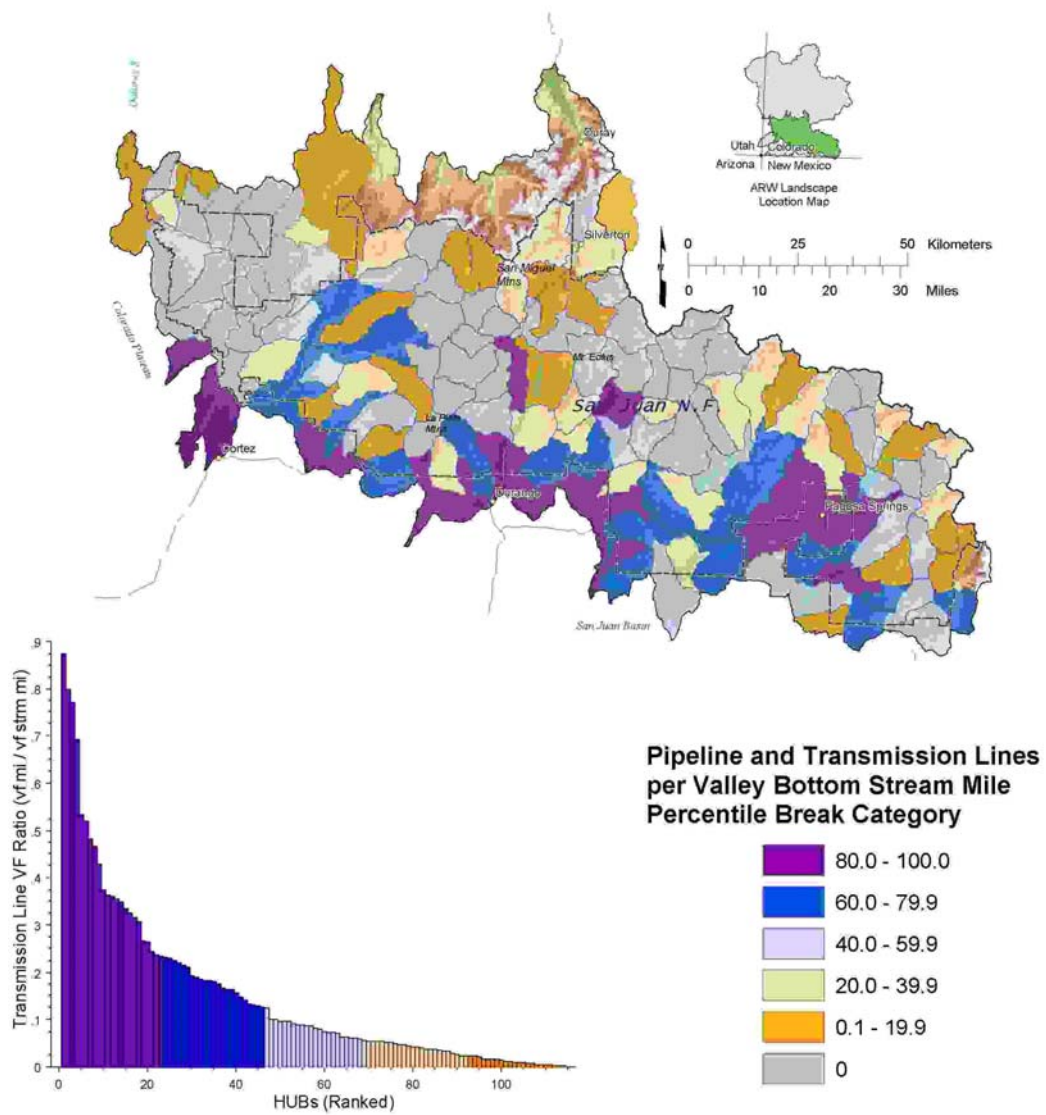 Ouray
Utah
Colorado
Arizona
New Mexico
ARW Landscape
Location Map
Silverton
N
0 25 50 Kilometers
0 10 20 30 Miles
San Miguel
Mtns
Colorado Plateau
Mt Eolus
San Juan N.F.
La Plata
Mtns
Cortez
Durango
Pagosa Springs
San Juan Basin
Transmission Line VF Ratio (vf mi / vf strm mi)
.9
.8
.7
.6
.5
.4
.3
.2
.1
0
0 20 40 60 80 100
HUBs (Ranked)
Pipeline and Transmission Lines
per Valley Bottom Stream Mile
Percentile Break Category
80.0 - 100.0
60.0 - 79.9
40.0 - 59.9
20.0 - 39.9
0.1 - 19.9
0